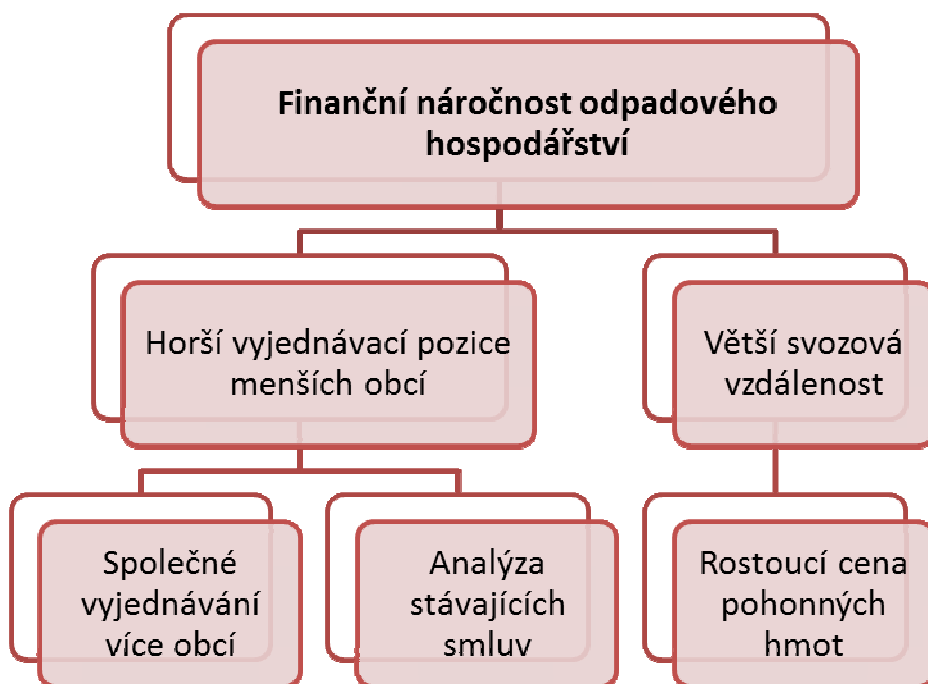 Finanční náročnost odpadového
hospodářství
Horší vyjednávací pozice
menších obcí
Větší svozová
vzdálenost
Společné
vyjednávání
více obcí
Analýza
stávajících
smluv
Rostoucí cena
pohonných
hmot